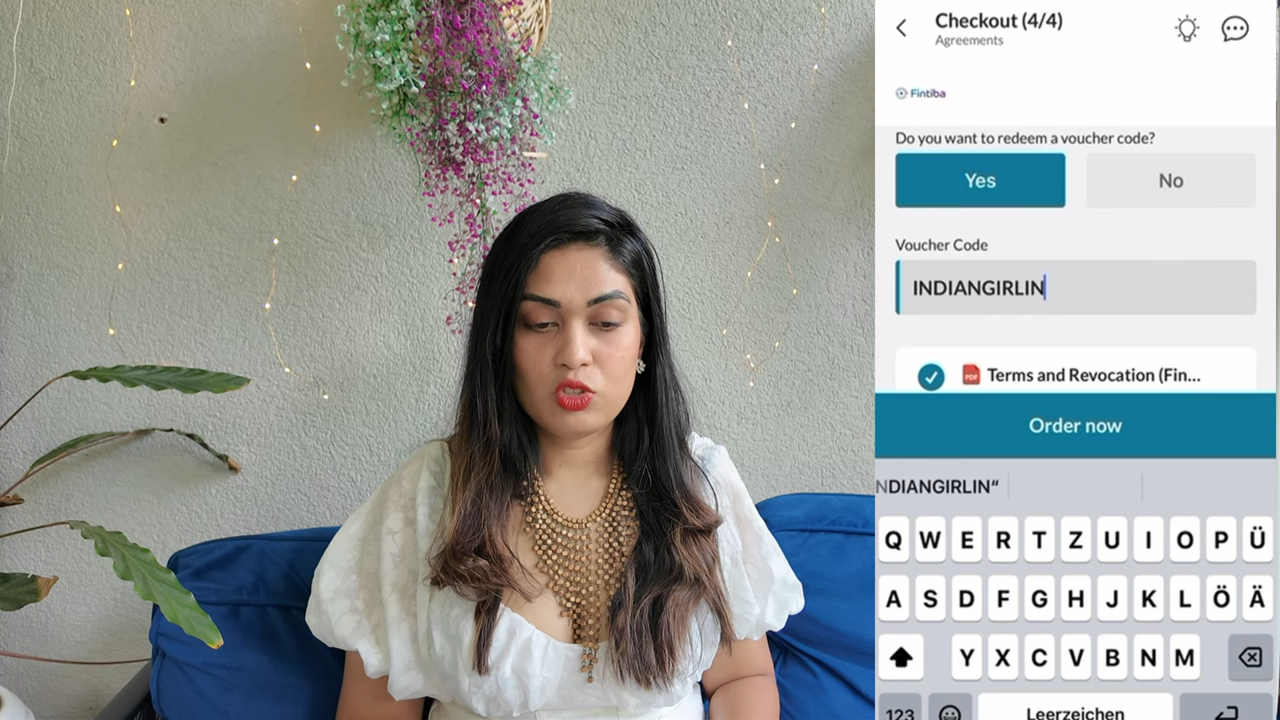 Checkout (4/4)
Agreements
Fintiba
Do you want to redeem a voucher code?
Yes
No
Voucher Code
INDIANGIRLIN
PDF
Terms and Revocation (Fin...
Order now
NDIANGIRLIN“
Q W E R T Z U I O P Ü
A S D F G H J K L Ö Ä
Y X C V B N M
123
Leerzeichen